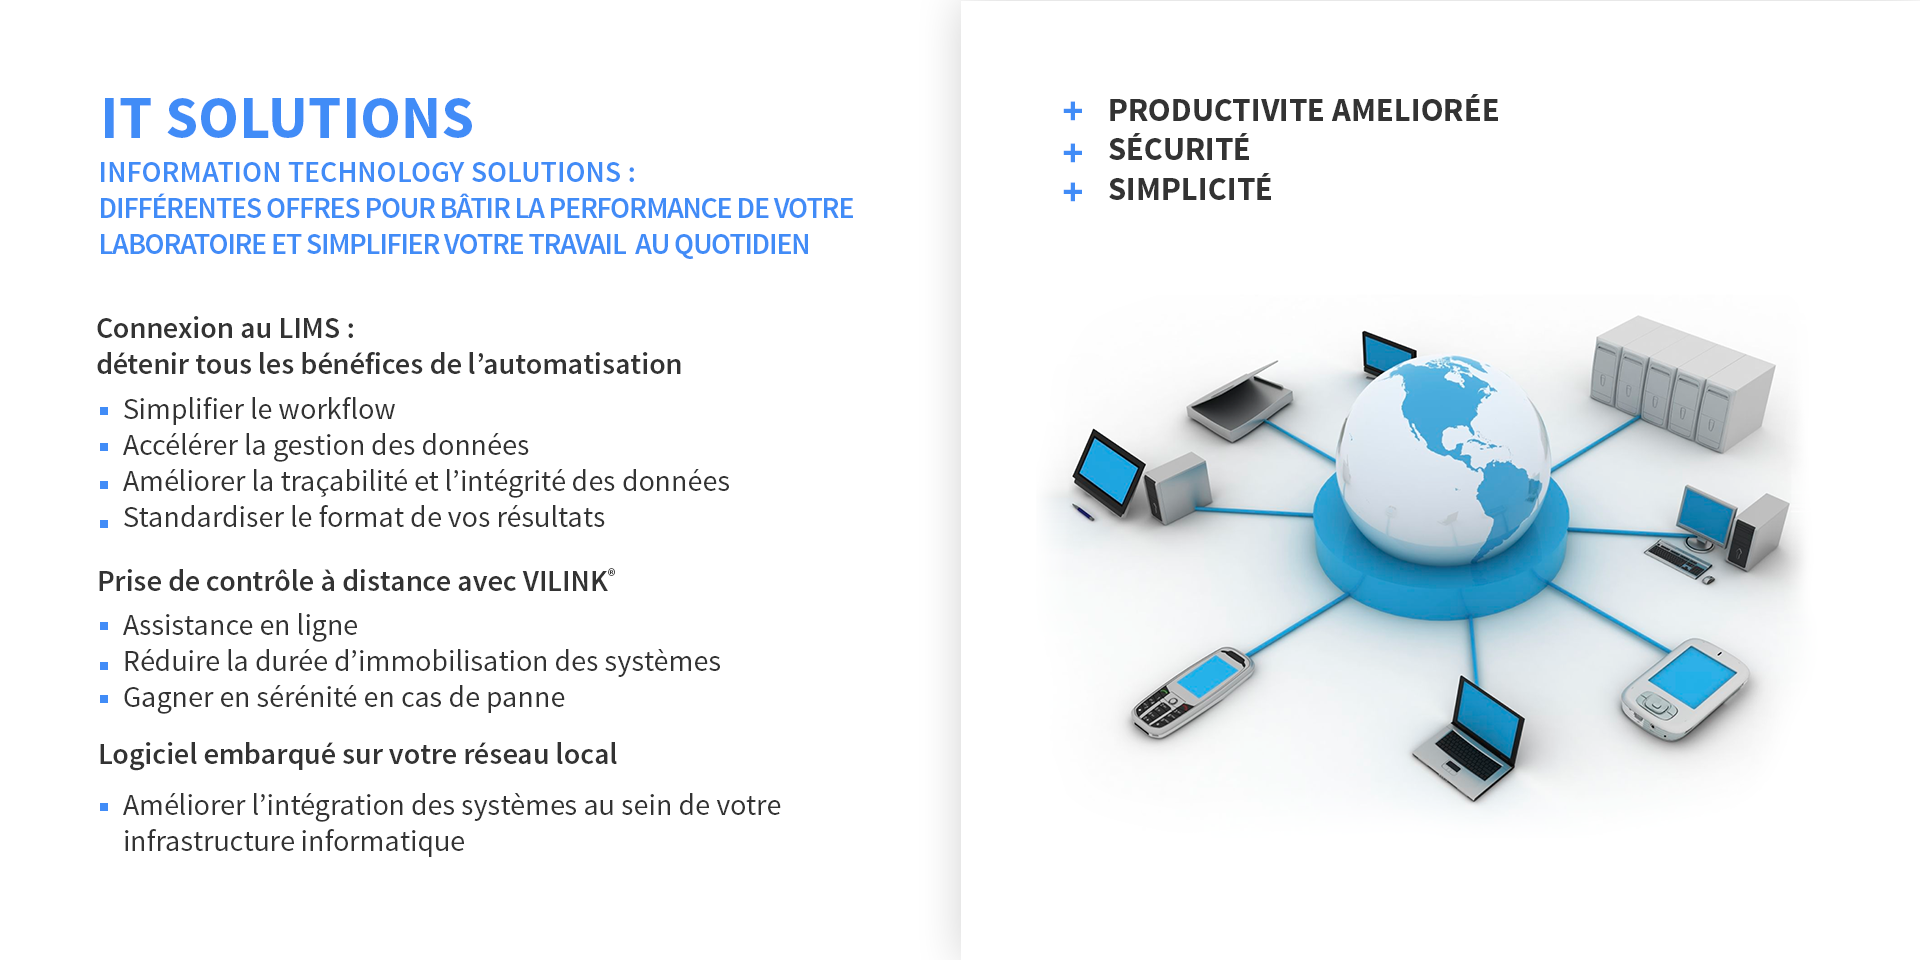 IT SOLUTIONS
INFORMATION TECHNOLOGY SOLUTIONS :
DIFFÉRENTES OFFRES POUR BÂTIR LA PERFORMANCE DE VOTRE
LABORATOIRE ET SIMPLIFIER VOTRE TRAVAIL AU QUOTIDIEN
Connexion au LIMS :
détenir tous les bénéfices de l’automatisation
Simplifier le workflow
Accélérer la gestion des données
Améliorer la traçabilité et l’intégrité des données
Standardiser le format de vos résultats
Prise de contrôle à distance avec VILINK®
Assistance en ligne
Réduire la durée d’immobilisation des systèmes
Gagner en sérénité en cas de panne
Logiciel embarqué sur votre réseau local
Améliorer l’intégration des systèmes au sein de votre
infrastructure informatique
+ PRODUCTIVITE AMELIORÉE
+ SÉCURITÉ
+ SIMPLICITÉ